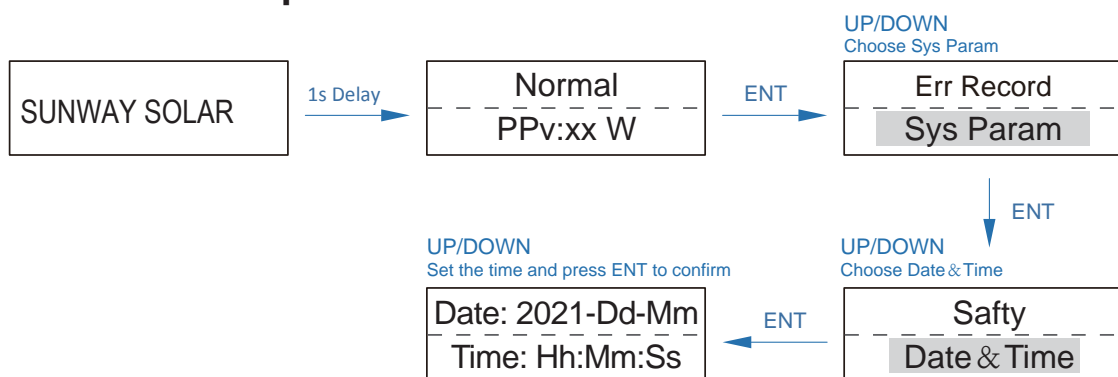 UP/DOWN
Choose Sys Param
SUNWAY SOLAR
1s Delay
Normal
PPv:xx W
ENT
Err Record
Sys Param
ENT
UP/DOWN
Set the time and press ENT to confirm
UP/DOWN
Choose Date&Time
Date: 2021-Dd-Mm
Time: Hh:Mm:Ss
ENT
Safty
Date&Time